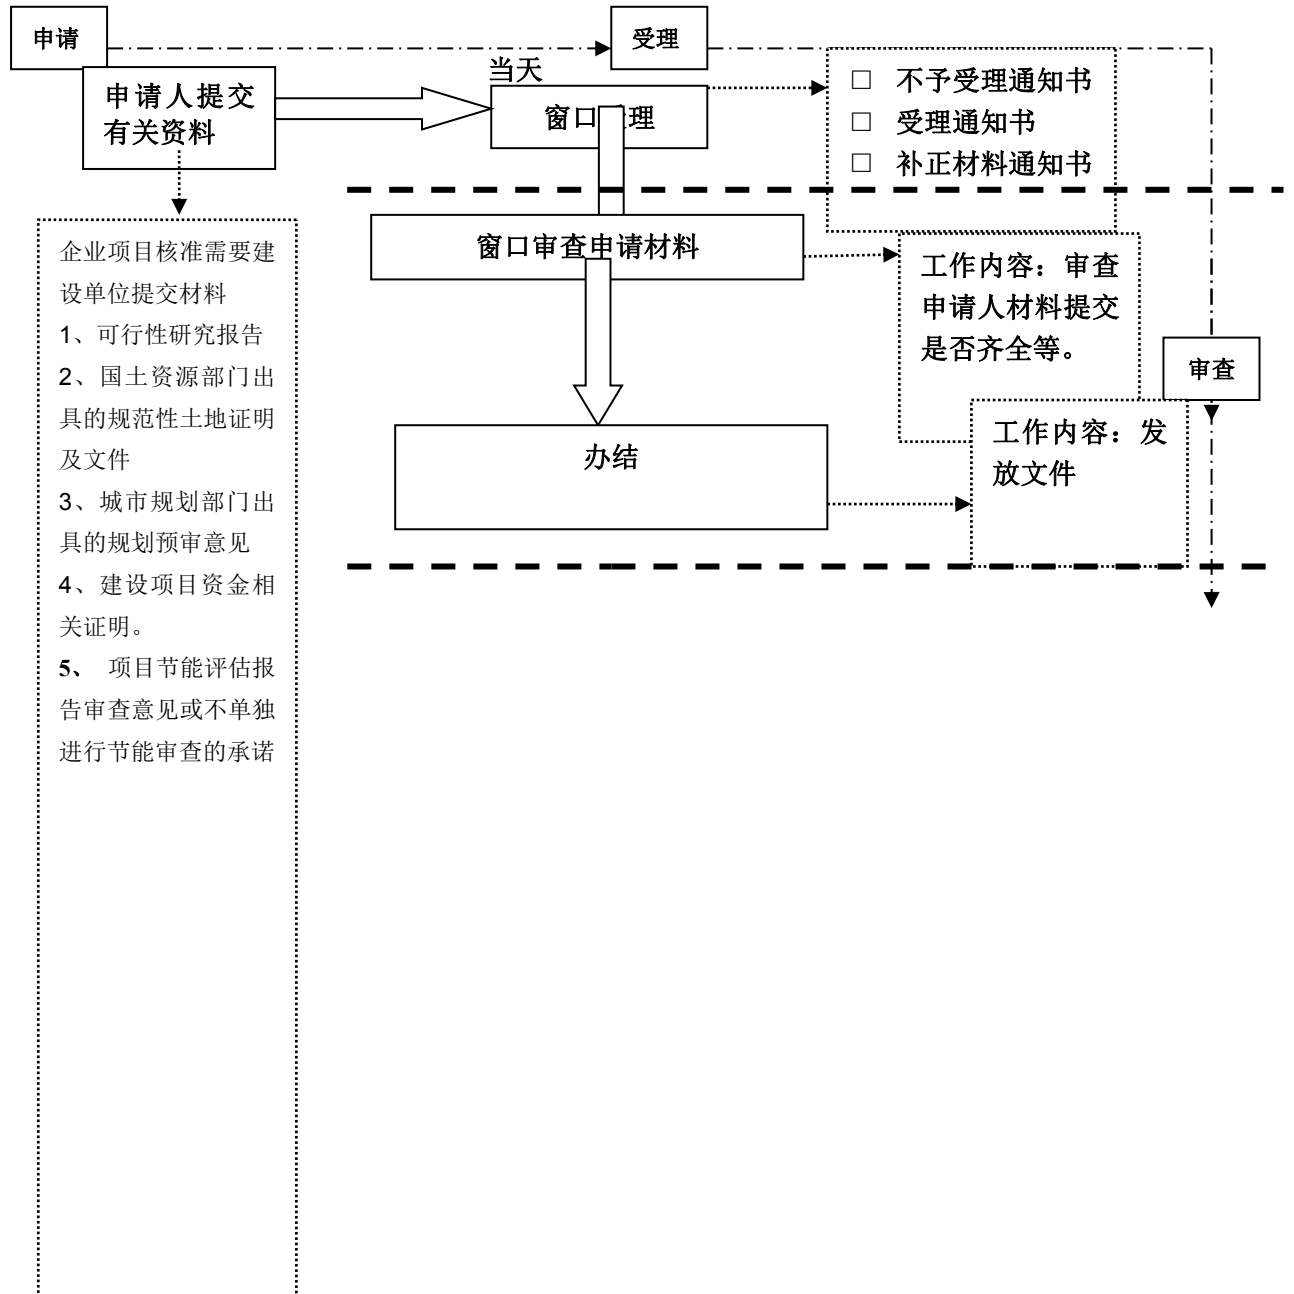 申请
受理
当天
申请人提交
有关资料
窗口 理
□ 不予受理通知书
□ 受理通知书
□ 补正材料通知书
窗口审查申请材料
工作内容：审查
申请人材料提交
是否齐全等。
审查
办结
工作内容：发
放文件
企业项目核准需要建
设单位提交材料
1、可行性研究报告
2、国土资源部门出
具的规范性土地证明
及文件
3、城市规划部门出
具的规划预审意见
4、建设项目资金相
关证明。
5、 项目节能评估报
告审查意见或不单独
进行节能审查的承诺